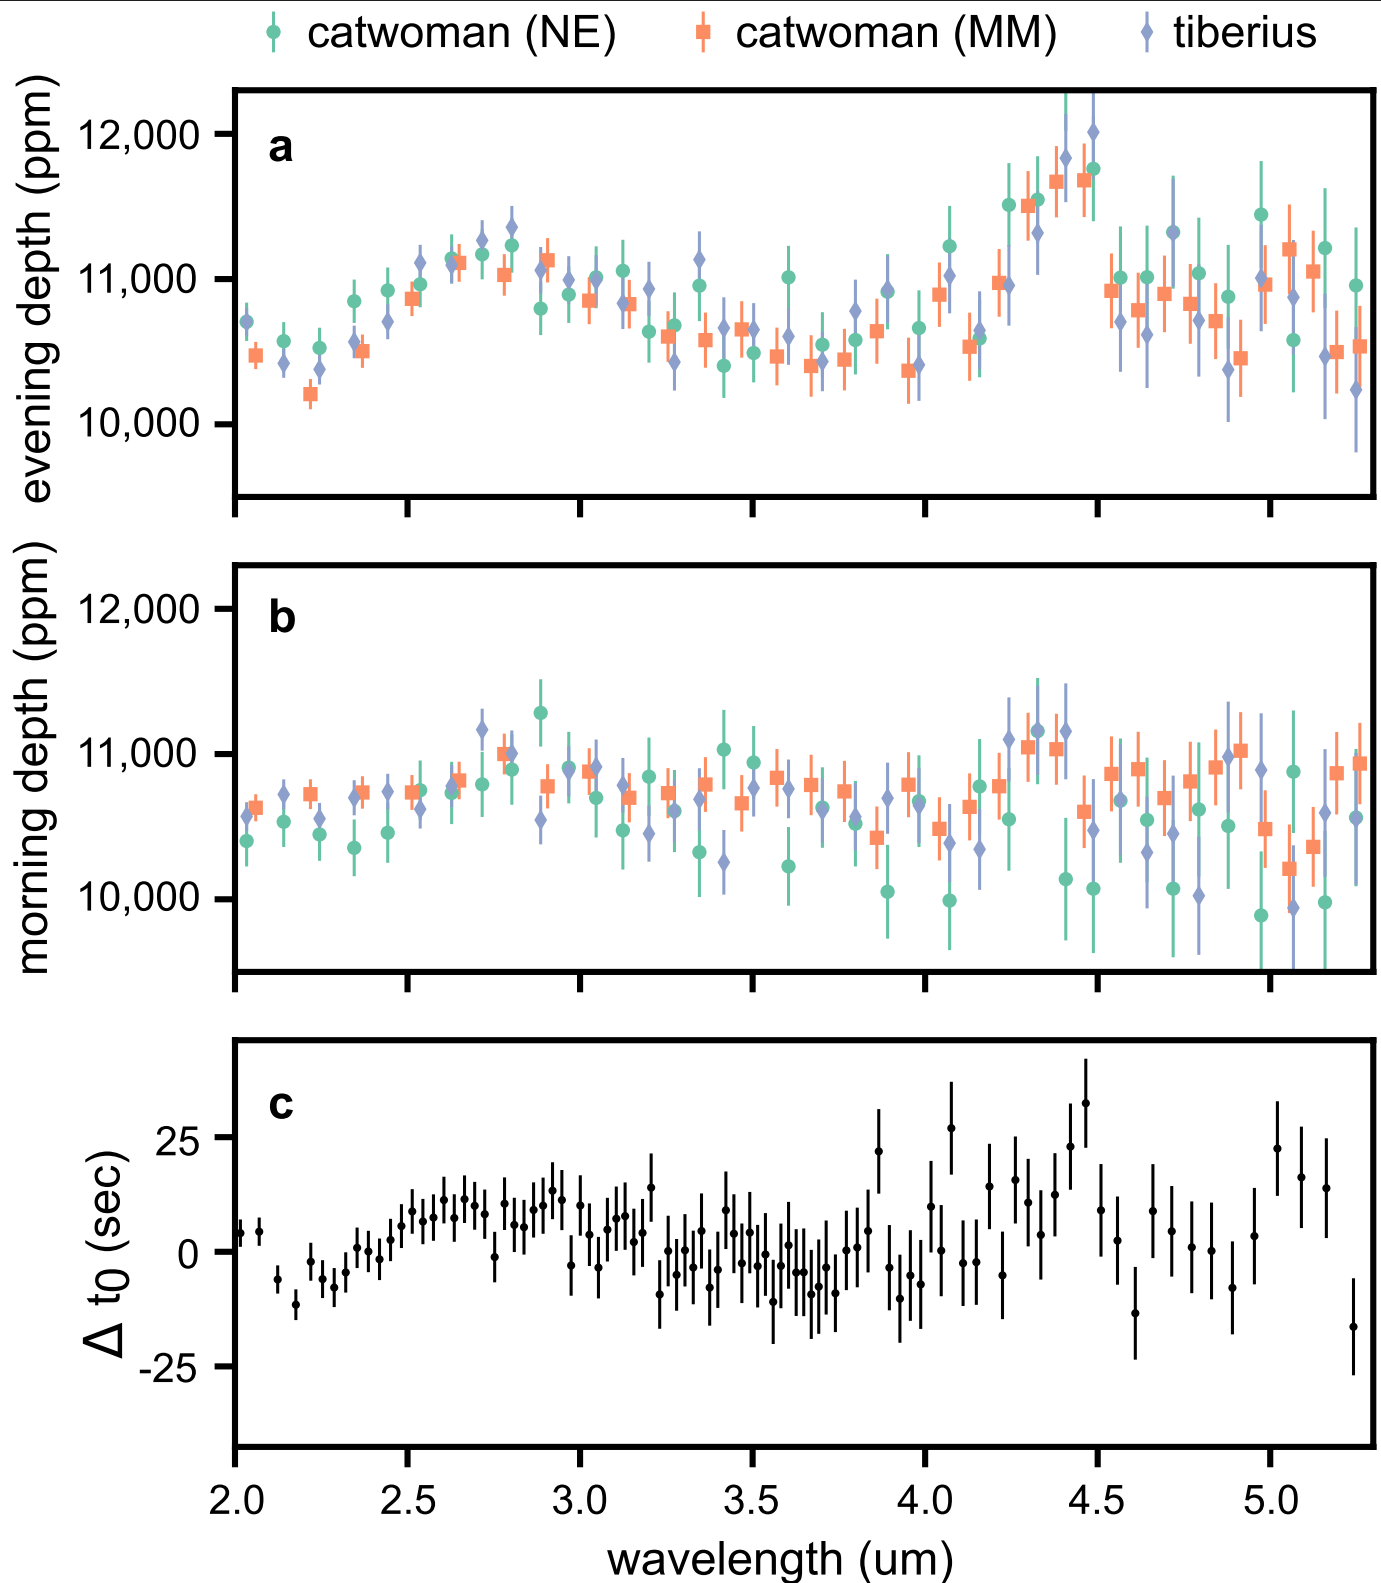 catwoman (NE) catwoman (MM) tiberius
a
12,000
11,000
10,000
evening depth (ppm)
b
12,000
11,000
10,000
morning depth (ppm)
c
25
0
-25
Δ t0 (sec)
2.0 2.5 3.0 3.5 4.0 4.5 5.0
wavelength (um)